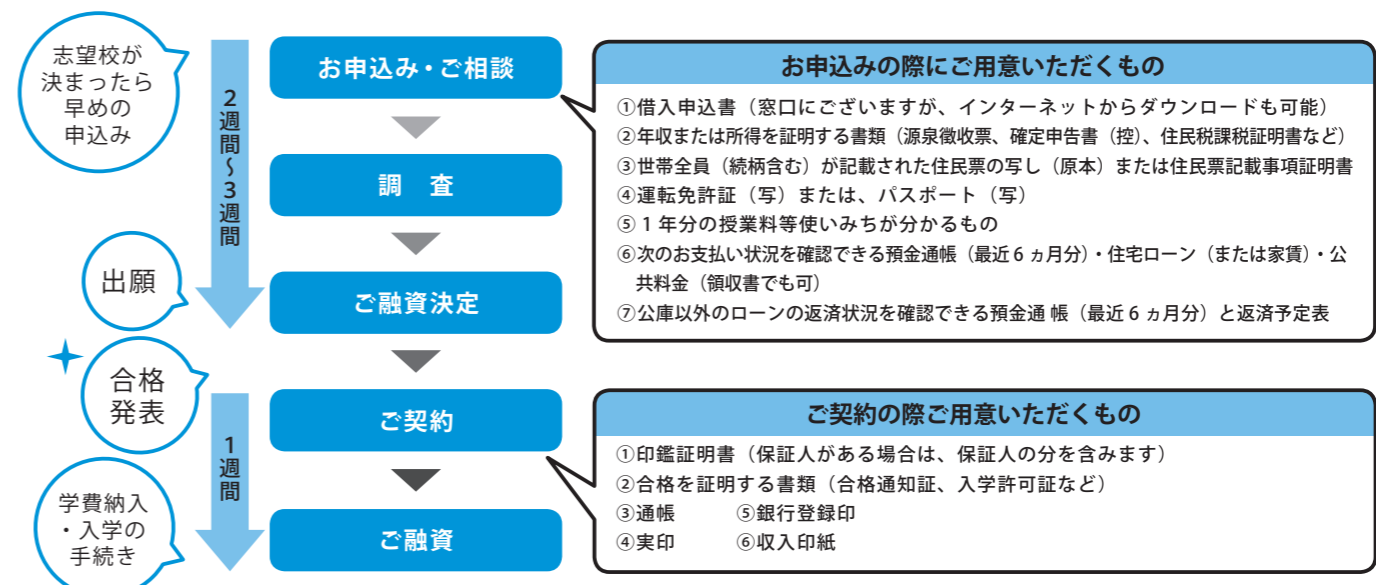 志望校が
決まったら
早めの
申込み
2週間〜3週間
お申込み・ご相談
調　査
出願
ご融資決定
合格
発表
1週間
ご契約
学費納入
・入学の
手続き
ご融資
お申込みの際にご用意いただくもの
①借入申込書（窓口にございますが、インターネットからダウンロードも可能）
②年収または所得を証明する書類（源泉徴収票、確定申告書（控）、住民税課税証明書など）
③世帯全員（続柄含む）が記載された住民票の写し（原本）または住民票記載事項証明書
④運転免許証（写）または、パスポート（写）
⑤１年分の授業料等使いみちが分かるもの
⑥次のお支払い状況を確認できる預金通帳（最近６ヵ月分）・住宅ローン（または家賃）・公
共料金（領収書でも可）
⑦公庫以外のローンの返済状況を確認できる預金通 帳（最近６ヵ月分）と返済予定表
ご契約の際ご用意いただくもの
①印鑑証明書（保証人がある場合は、保証人の分を含みます）
②合格を証明する書類（合格通知証、入学許可証など）
③通帳　　　⑤銀行登録印
④実印　　　⑥収入印紙